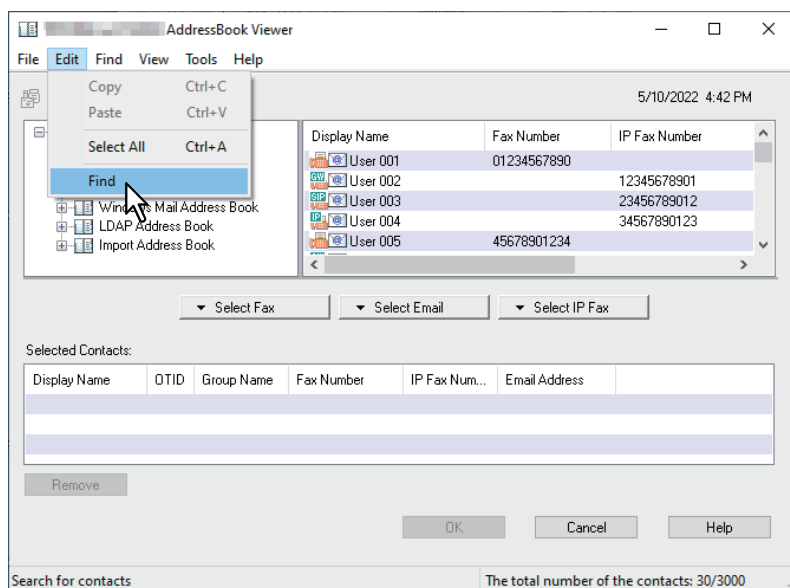 AddressBook Viewer
File Edit Find View Tools Help
Copy Ctrl+C
Paste Ctrl+V
Select All Ctrl+A
Find
5/10/2022 4:42 PM
Windows Mail Address Book
LDAP Address Book
Import Address Book
Display Name Fax Number IP Fax Number
User 001 01234567890
User 002 12345678901
User 003 23456789012
User 004 34567890123
User 005 45678901234
Select Fax Select Email Select IP Fax
Selected Contacts:
Display Name OTID Group Name Fax Number IP Fax Num... Email Address
Remove
OK Cancel Help
Search for contacts The total number of the contacts: 30/3000